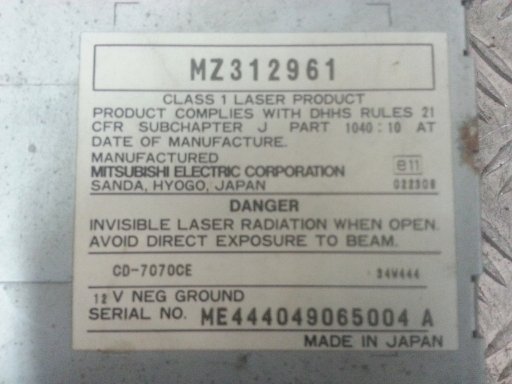 MZ312961
CLASS 1 LASER PRODUCT
PRODUCT COMPLIES WITH DHHS RULES 21
CFR SUBCHAPTER J PART 1040:10 AT
DATE OF MANUFACTURE.
MANUFACTURED
MITSUBISHI ELECTRIC CORPORATION
SANDA, HYOGO, JAPAN
e11
022309
DANGER
INVISIBLE LASER RADIATION WHEN OPEN.
AVOID DIRECT EXPOSURE TO BEAM.
CD-7070CE
34W444
12 V NEG GROUND
SERIAL NO. ME444049065004 A
MADE IN JAPAN